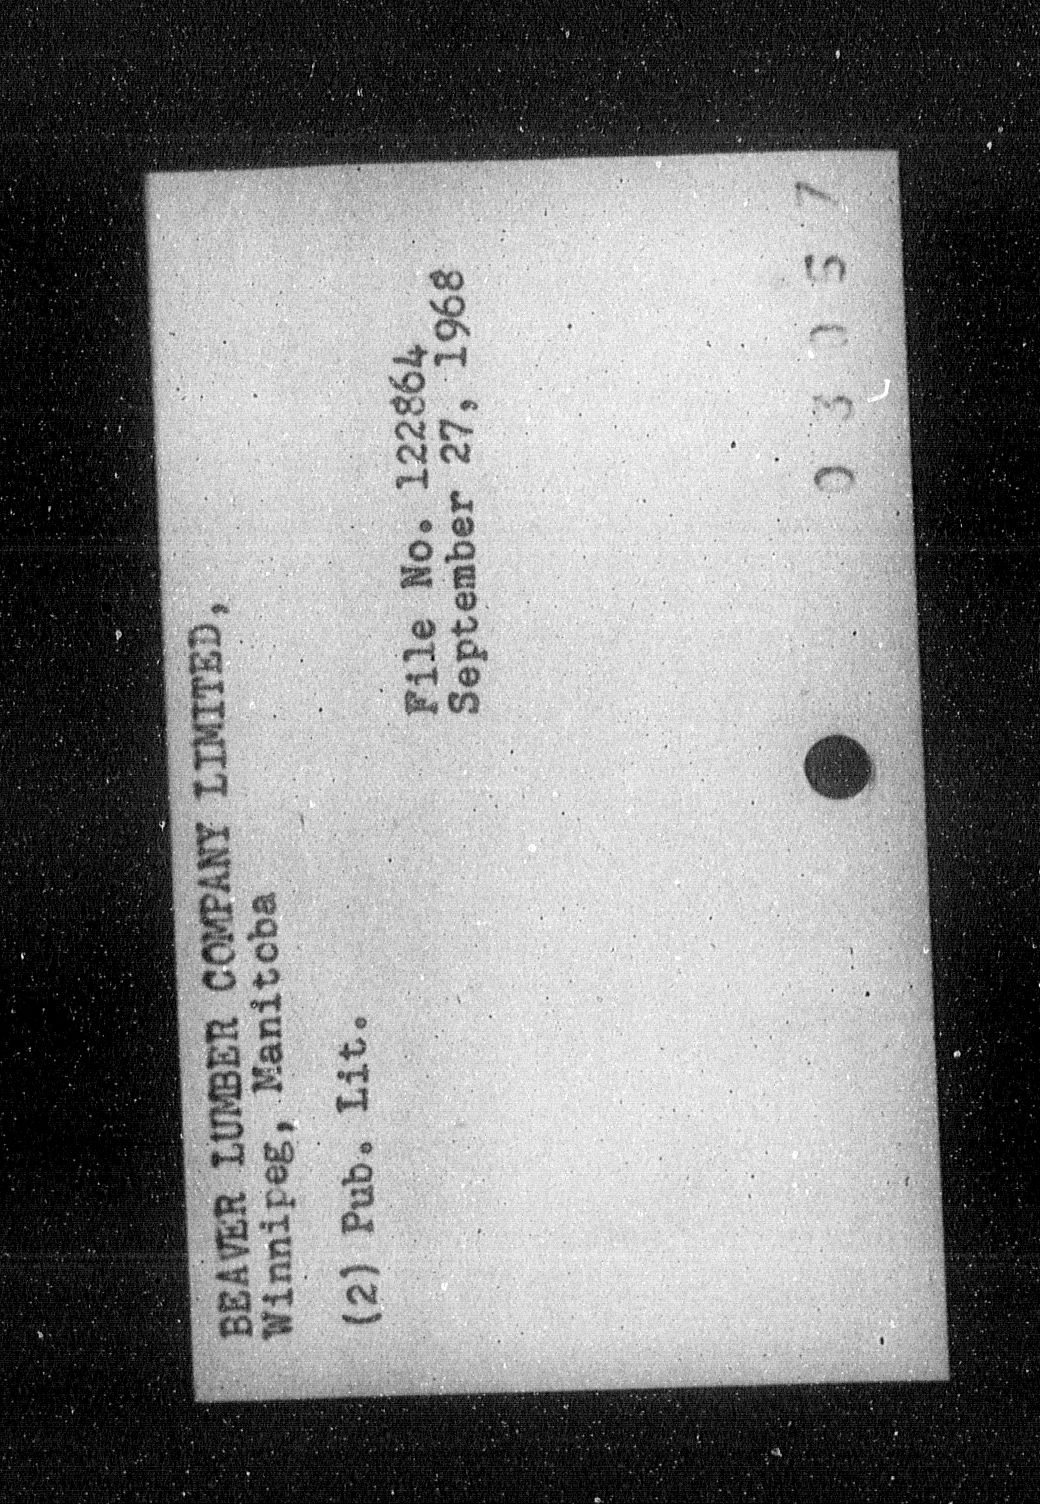 BEAVER LUMBER COMPANY LIMITED,
Winnipeg, Manitoba
(2) Pub. Lit.
File No. 122864
September 27, 1968
03057